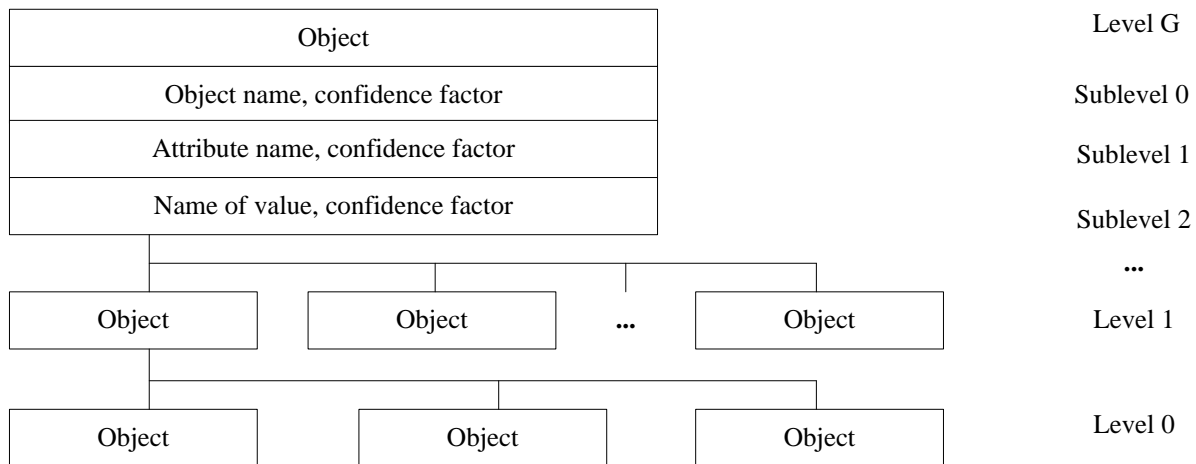 Object
Level G
Object name, confidence factor
Sublevel 0
Attribute name, confidence factor
Sublevel 1
Name of value, confidence factor
Sublevel 2
...
Object
Object
...
Object
Level 1
Object
Object
Object
Level 0